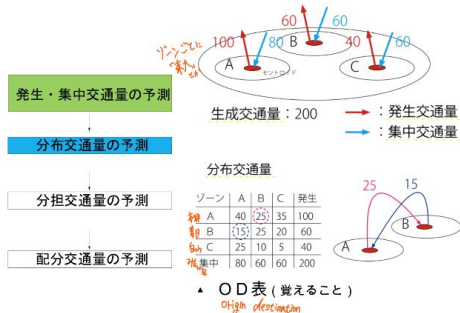 60
60
100
80
B
40
60
A
C
セントロイド
ゾーンごとに
生成交通量：200
：発生交通量
：集中交通量
発生・集中交通量の予測
分布交通量の予測
分担交通量の予測
配分交通量の予測
分布交通量
ゾーン A B C 発生
A 40 25 35 100
B 15 25 20 60
C 25 10 5 40
集中 80 60 60 200
25
15
B
A
▲ OD表(覚えること)
origin destination